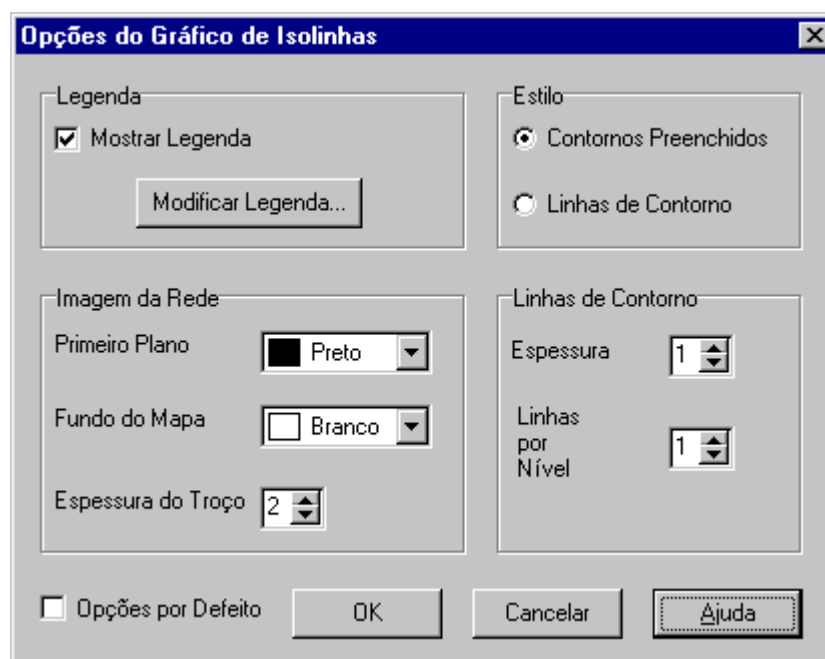 Opções do Gráfico de Isolinhas
Legenda
Mostrar Legenda
Modificar Legenda...
Estilo
Contornos Preenchidos
Linhas de Contorno
Imagem da Rede
Primeiro Plano
Preto
Fundo do Mapa
Branco
Espessura do Troço
2
Linhas de Contorno
Espessura
1
Linhas
por
Nível
1
Opções por Defeito
OK
Cancelar
Ajuda